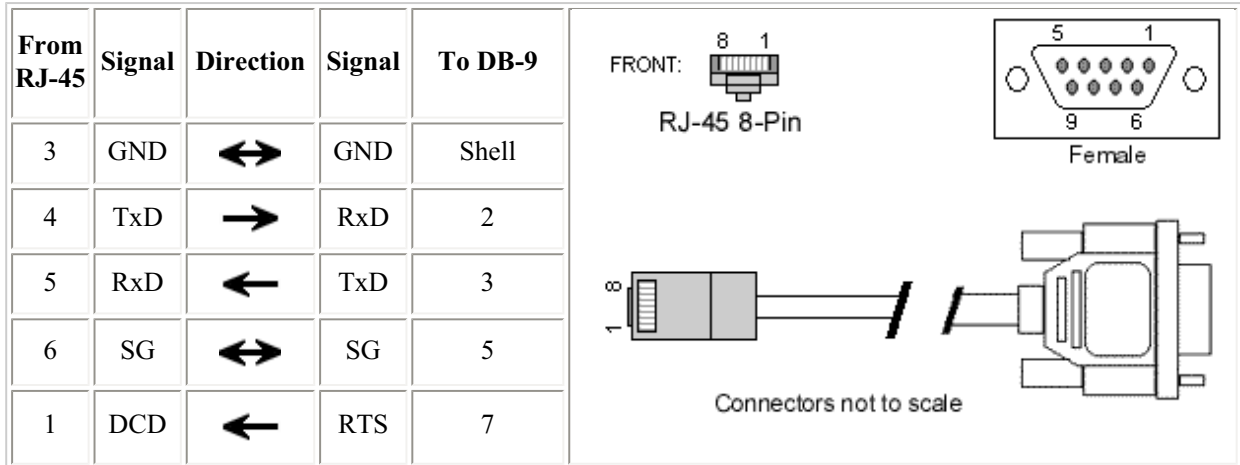 From RJ-45 Signal Direction Signal To DB-9
3 GND GND Shell
4 TxD RxD 2
5 RxD TxD 3
6 SG SG 5
1 DCD RTS 7
8 1
FRONT:
RJ-45 8-Pin
5 1
9 6
Female
8
1
Connectors not to scale